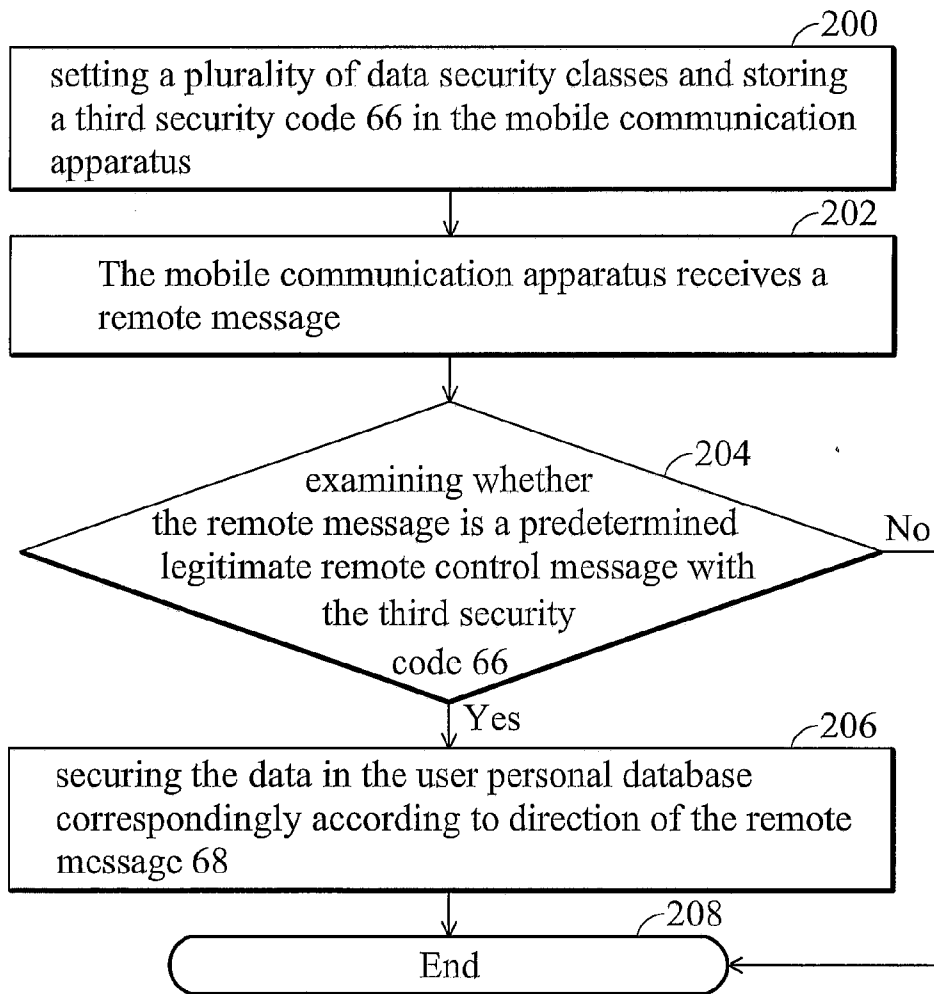 200
setting a plurality of data security classes and storing
a third security code 66 in the mobile communication
apparatus
202
The mobile communication apparatus receives a
remote message
204
examining whether
the remote message is a predetermined
legitimate remote control message with
the third security
code 66
No
Yes
206
securing the data in the user personal database
correspondingly according to direction of the remote
message 68
208
End